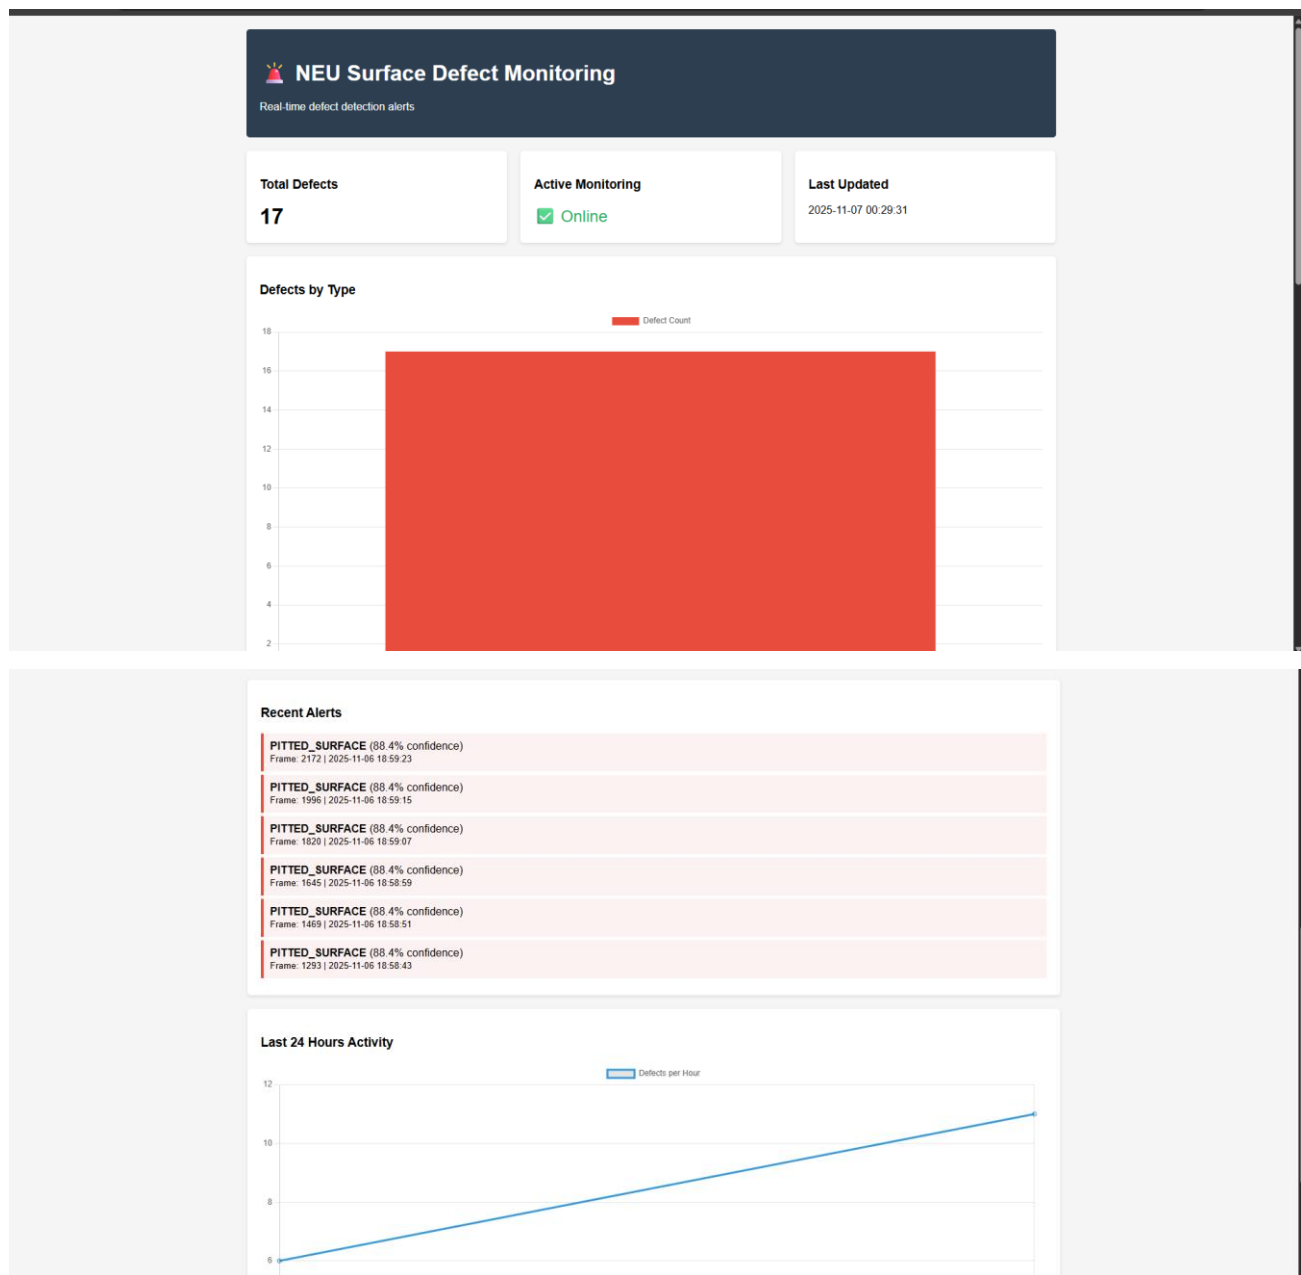 🚨 NEU Surface Defect Monitoring
Real-time defect detection alerts
Total Defects
17
Active Monitoring
✅ Online
Last Updated
2025-11-07 00:29:31
Defects by Type
Defect Count
18
16
14
12
10
8
6
4
2
Recent Alerts
PITTED_SURFACE (88.4% confidence)
Frame: 2172 | 2025-11-06 18:59:23
PITTED_SURFACE (88.4% confidence)
Frame: 1996 | 2025-11-06 18:59:15
PITTED_SURFACE (88.4% confidence)
Frame: 1820 | 2025-11-06 18:59:07
PITTED_SURFACE (88.4% confidence)
Frame: 1645 | 2025-11-06 18:58:59
PITTED_SURFACE (88.4% confidence)
Frame: 1469 | 2025-11-06 18:58:51
PITTED_SURFACE (88.4% confidence)
Frame: 1293 | 2025-11-06 18:58:43
Last 24 Hours Activity
Defects per Hour
12
10
8
6